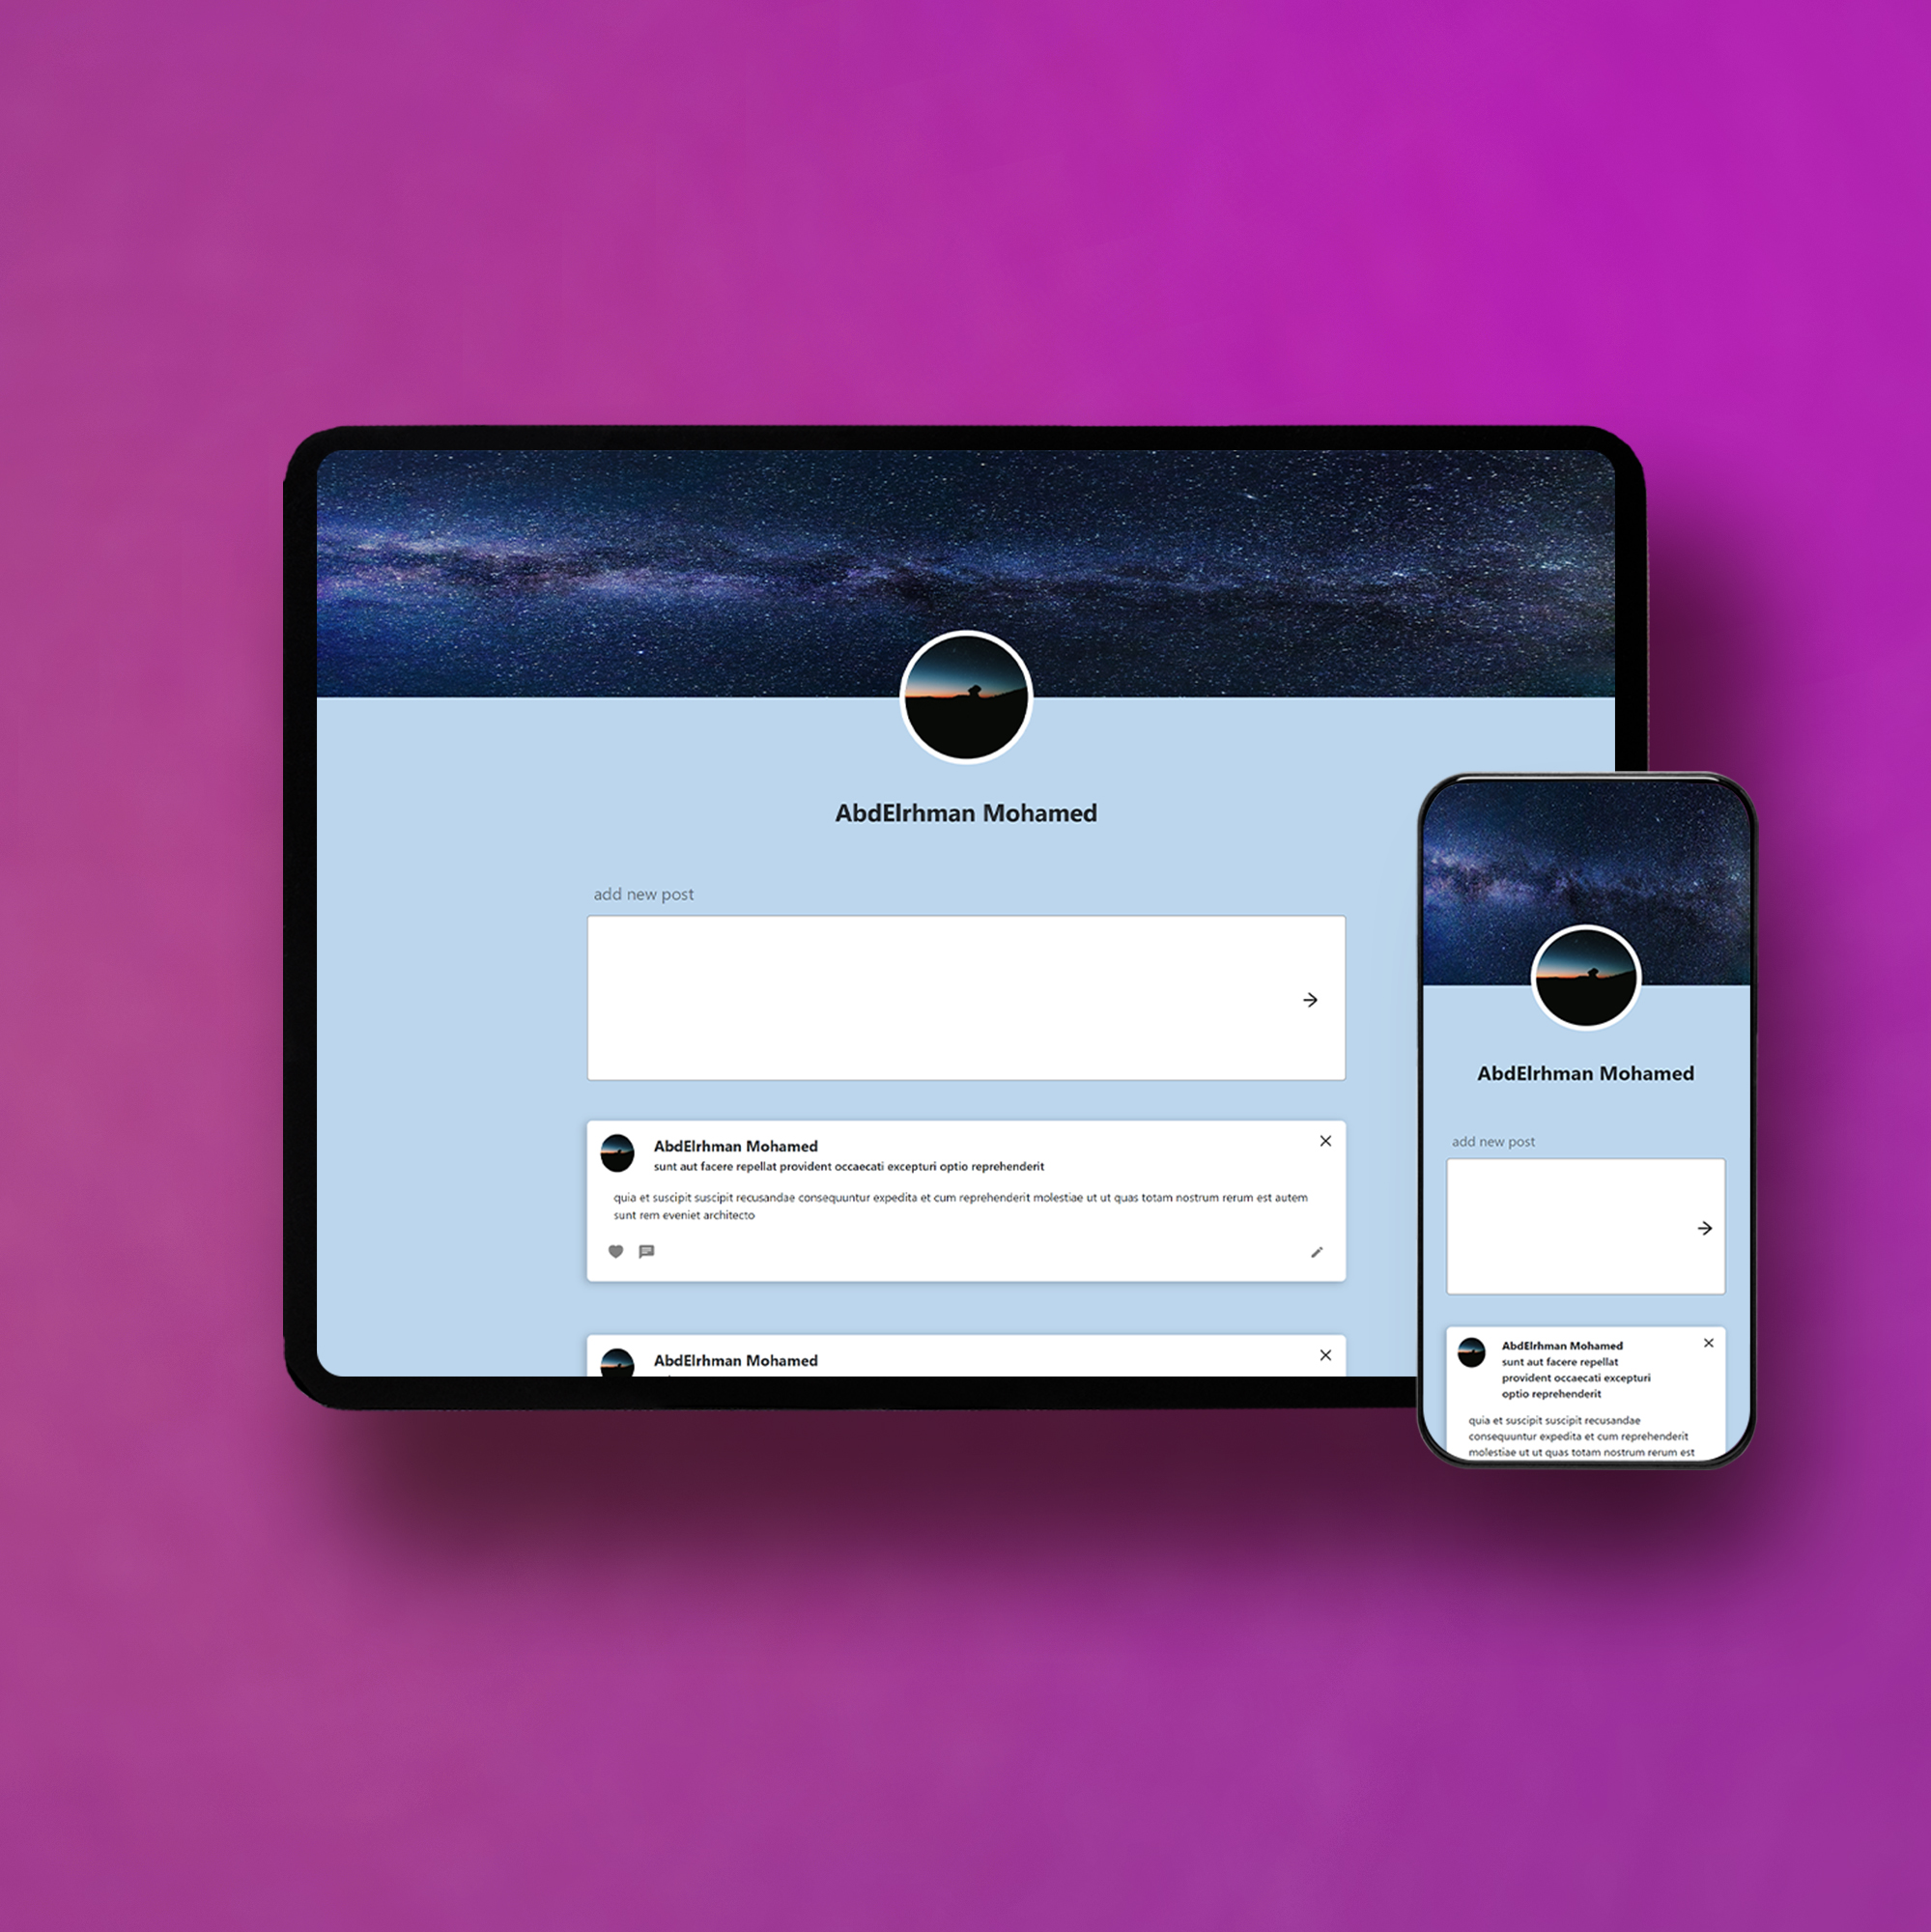 AbdElrhman Mohamed
add new post
AbdElrhman Mohamed
sunt aut facere repellat provident occaecati excepturi optio reprehenderit
quia et suscipit suscipit recusandae consequuntur expedita et cum reprehenderit molestiae ut ut quas totam nostrum rerum est autem
sunt rem eveniet architecto
AbdElrhman Mohamed
AbdElrhman Mohamed
add new post
AbdElrhman Mohamed
sunt aut facere repellat
provident occaecati excepturi
optio reprehenderit
quia et suscipit suscipit recusandae
consequuntur expedita et cum reprehenderit
molestiae ut ut quas totam nostrum rerum est